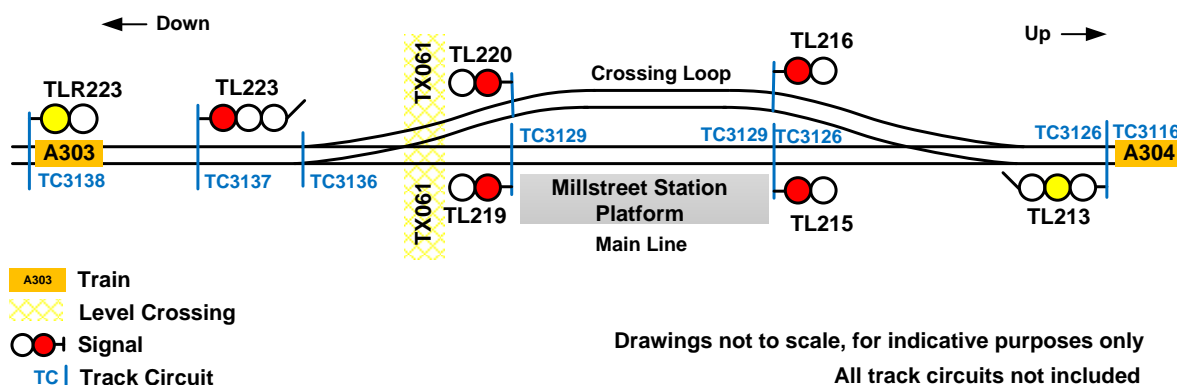 Down
Up
TLR223
TL223
TX061
TL220
Crossing Loop
TL216
A303
TC3129
TC3129
TC3126
TC3126
TC3116
A304
TC3138
TC3137
TC3136
TX061
TL219
Millstreet Station
Platform
TL215
TL213
Main Line
A303 Train
Level Crossing
Signal
TC Track Circuit
Drawings not to scale, for indicative purposes only
All track circuits not included